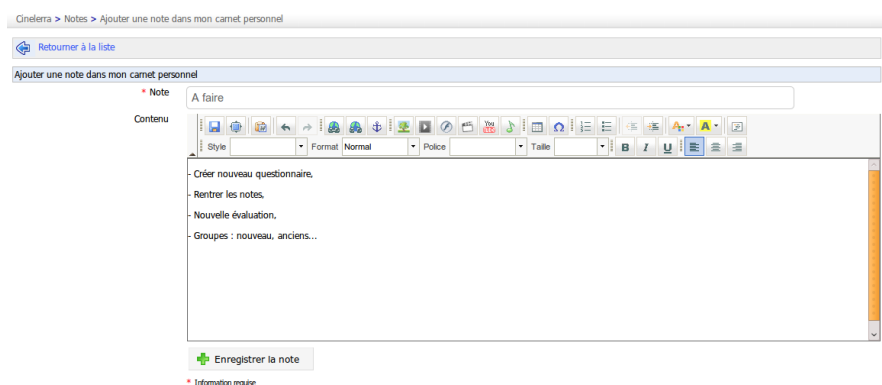 Cinelerra > Notes > Ajouter une note dans mon carnet personnel
Retourner à la liste
Ajouter une note dans mon carnet personnel
* Note
A faire
Contenu
You
Style Format Normal Police Taille B I U
- Créer nouveau questionnaire,
- Rentrer les notes,
- Nouvelle évaluation,
- Groupes : nouveau, anciens...
Enregistrer la note
* Information requise